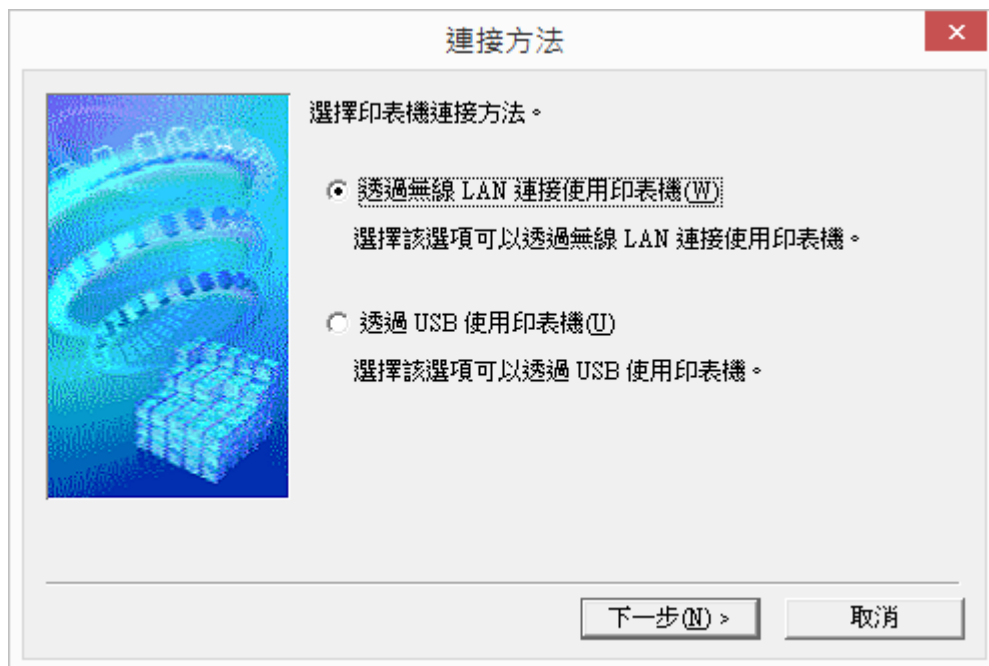 連接方法
選擇印表機連接方法。
透過無線 LAN 連接使用印表機(W)
選擇該選項可以透過無線 LAN 連接使用印表機。
透過 USB 使用印表機(U)
選擇該選項可以透過 USB 使用印表機。
下一步(N) >
取消